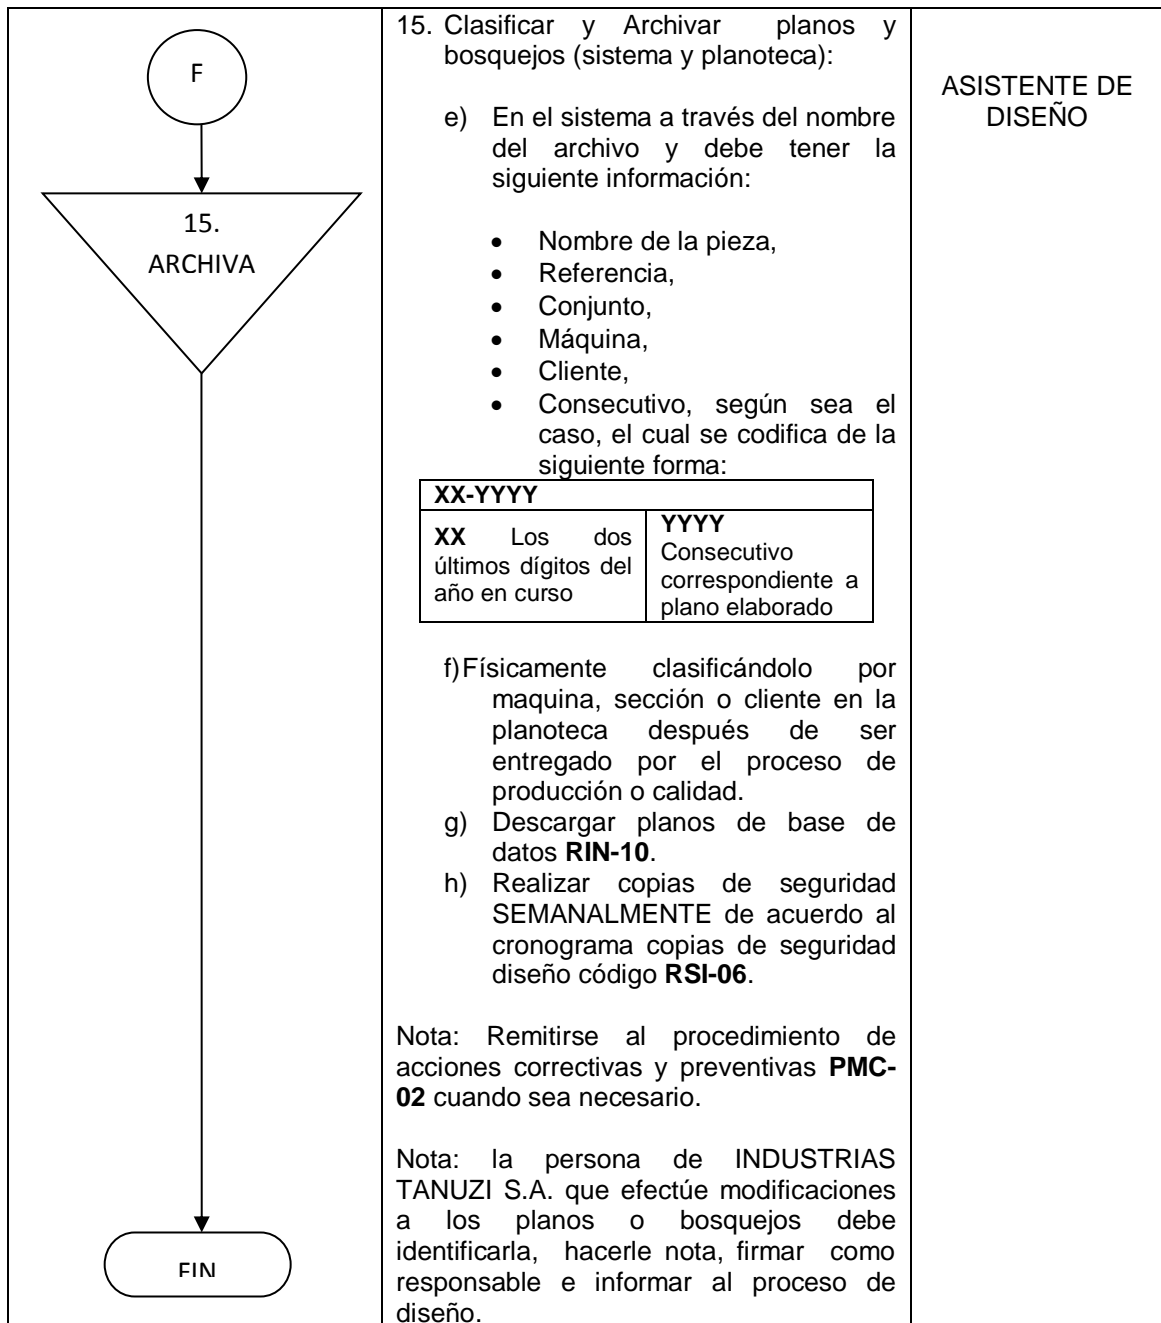 F
15.
ARCHIVA
FIN
15. Clasificar y Archivar planos y
bosquejos (sistema y planoteca):
e) En el sistema a través del nombre
del archivo y debe tener la
siguiente información:
• Nombre de la pieza,
• Referencia,
• Conjunto,
• Máquina,
• Cliente,
• Consecutivo, según sea el
caso, el cual se codifica de la
siguiente forma:
XX-YYYY
XX Los dos
últimos dígitos del
año en curso
YYYY
Consecutivo
correspondiente a
plano elaborado
f)Físicamente clasificándolo por
maquina, sección o cliente en la
planoteca después de ser
entregado por el proceso de
producción o calidad.
g) Descargar planos de base de
datos RIN-10.
h) Realizar copias de seguridad
SEMANALMENTE de acuerdo al
cronograma copias de seguridad
diseño código RSI-06.
Nota: Remitirse al procedimiento de
acciones correctivas y preventivas PMC-
02 cuando sea necesario.
Nota: la persona de INDUSTRIAS
TANUZI S.A. que efectúe modificaciones
a los planos o bosquejos debe
identificarla, hacerle nota, firmar como
responsable e informar al proceso de
diseño.
ASISTENTE DE
DISEÑO